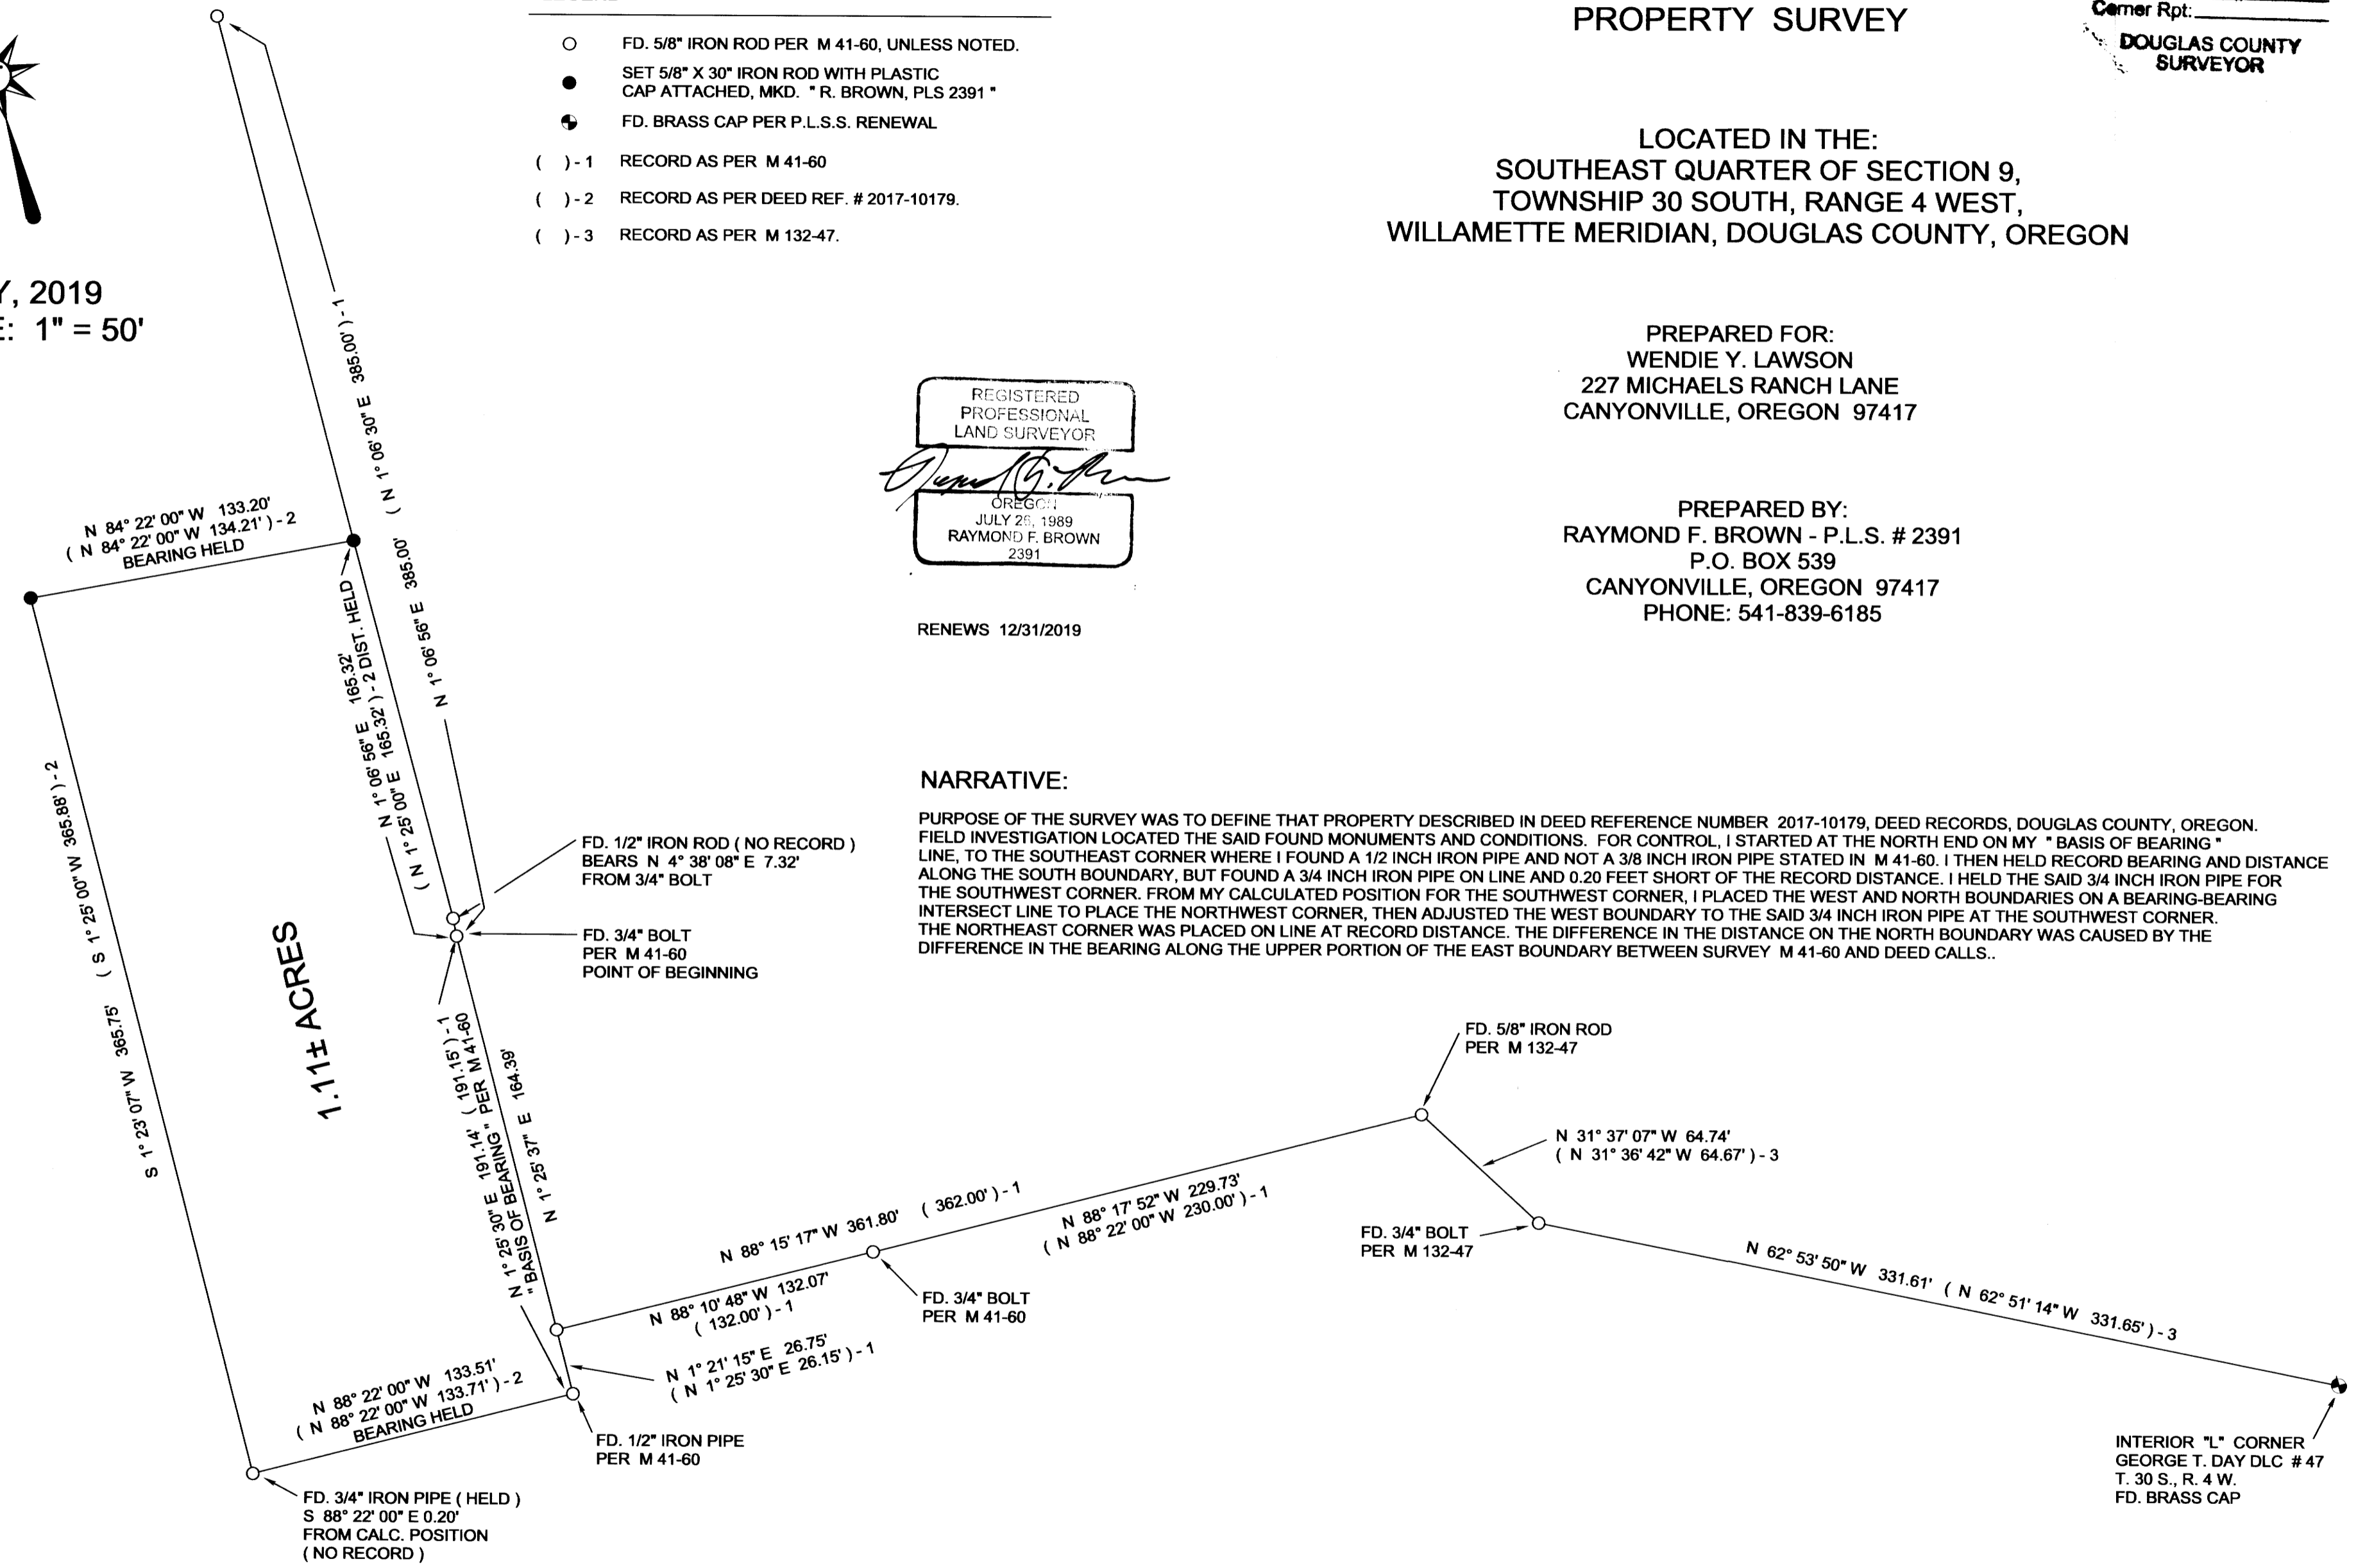 FD. 5/8" IRON ROD PER M 41-60, UNLESS NOTED.
SET 5/8" X 30" IRON ROD WITH PLASTIC
CAP ATTACHED, MKD. " R. BROWN, PLS 2391 "
FD. BRASS CAP PER P.L.S.S. RENEWAL
( ) - 1 RECORD AS PER M 41-60
( ) - 2 RECORD AS PER DEED REF. # 2017-10179.
( ) - 3 RECORD AS PER M 132-47.
PROPERTY SURVEY
Corner Rpt:
DOUGLAS COUNTY
SURVEYOR
LOCATED IN THE:
SOUTHEAST QUARTER OF SECTION 9,
TOWNSHIP 30 SOUTH, RANGE 4 WEST,
WILLAMETTE MERIDIAN, DOUGLAS COUNTY, OREGON
Y, 2019
E: 1" = 50'
PREPARED FOR:
WENDIE Y. LAWSON
227 MICHAELS RANCH LANE
CANYONVILLE, OREGON 97417
PREPARED BY:
RAYMOND F. BROWN - P.L.S. # 2391
P.O. BOX 539
CANYONVILLE, OREGON 97417
PHONE: 541-839-6185
REGISTERED
PROFESSIONAL
LAND SURVEYOR
OREGON
JULY 26, 1989
RAYMOND F. BROWN
2391
RENEWS 12/31/2019
( N 1° 06' 30" E 385.00' ) - 1
N 1° 06' 56" E 385.00'
N 84° 22' 00" W 133.20'
( N 84° 22' 00" W 134.21' ) - 2
BEARING HELD
N 1° 06' 56" E 165.32'
( N 1° 25' 00" E 165.32' ) - 2 DIST. HELD
S 1° 23' 07" W 365.75' ( S 1° 25' 00" W 365.88' ) - 2
1.11± ACRES
FD. 1/2" IRON ROD ( NO RECORD )
BEARS N 4° 38' 08" E 7.32'
FROM 3/4" BOLT
FD. 3/4" BOLT
PER M 41-60
POINT OF BEGINNING
NARRATIVE:
PURPOSE OF THE SURVEY WAS TO DEFINE THAT PROPERTY DESCRIBED IN DEED REFERENCE NUMBER 2017-10179, DEED RECORDS, DOUGLAS COUNTY, OREGON.
FIELD INVESTIGATION LOCATED THE SAID FOUND MONUMENTS AND CONDITIONS. FOR CONTROL, I STARTED AT THE NORTH END ON MY " BASIS OF BEARING "
LINE, TO THE SOUTHEAST CORNER WHERE I FOUND A 1/2 INCH IRON PIPE AND NOT A 3/8 INCH IRON PIPE STATED IN M 41-60. I THEN HELD RECORD BEARING AND DISTANCE
ALONG THE SOUTH BOUNDARY, BUT FOUND A 3/4 INCH IRON PIPE ON LINE AND 0.20 FEET SHORT OF THE RECORD DISTANCE. I HELD THE SAID 3/4 INCH IRON PIPE FOR
THE SOUTHWEST CORNER. FROM MY CALCULATED POSITION FOR THE SOUTHWEST CORNER, I PLACED THE WEST AND NORTH BOUNDARIES ON A BEARING-BEARING
INTERSECT LINE TO PLACE THE NORTHWEST CORNER, THEN ADJUSTED THE WEST BOUNDARY TO THE SAID 3/4 INCH IRON PIPE AT THE SOUTHWEST CORNER.
THE NORTHEAST CORNER WAS PLACED ON LINE AT RECORD DISTANCE. THE DIFFERENCE IN THE DISTANCE ON THE NORTH BOUNDARY WAS CAUSED BY THE
DIFFERENCE IN THE BEARING ALONG THE UPPER PORTION OF THE EAST BOUNDARY BETWEEN SURVEY M 41-60 AND DEED CALLS..
N 1° 25' 30" E 191.14' ( 191.15' ) - 1
"BASIS OF BEARING" PER M 41-60
N 1° 25' 37" E 164.39'
FD. 5/8" IRON ROD
PER M 132-47
N 31° 37' 07" W 64.74'
( N 31° 36' 42" W 64.67' ) - 3
N 88° 15' 17" W 361.80' ( 362.00' ) - 1
N 88° 17' 52" W 229.73'
( N 88° 22' 00" W 230.00' ) - 1
FD. 3/4" BOLT
PER M 132-47
N 62° 53' 50" W 331.61' ( N 62° 51' 14" W 331.65' ) - 3
N 88° 10' 48" W 132.07'
( 132.00' ) - 1
FD. 3/4" BOLT
PER M 41-60
N 1° 21' 15" E 26.75'
( N 1° 25' 30" E 26.15' ) - 1
N 88° 22' 00" W 133.51'
( N 88° 22' 00" W 133.71' ) - 2
BEARING HELD
FD. 1/2" IRON PIPE
PER M 41-60
FD. 3/4" IRON PIPE ( HELD )
S 88° 22' 00" E 0.20'
FROM CALC. POSITION
( NO RECORD )
INTERIOR "L" CORNER
GEORGE T. DAY DLC # 47
T. 30 S., R. 4 W.
FD. BRASS CAP